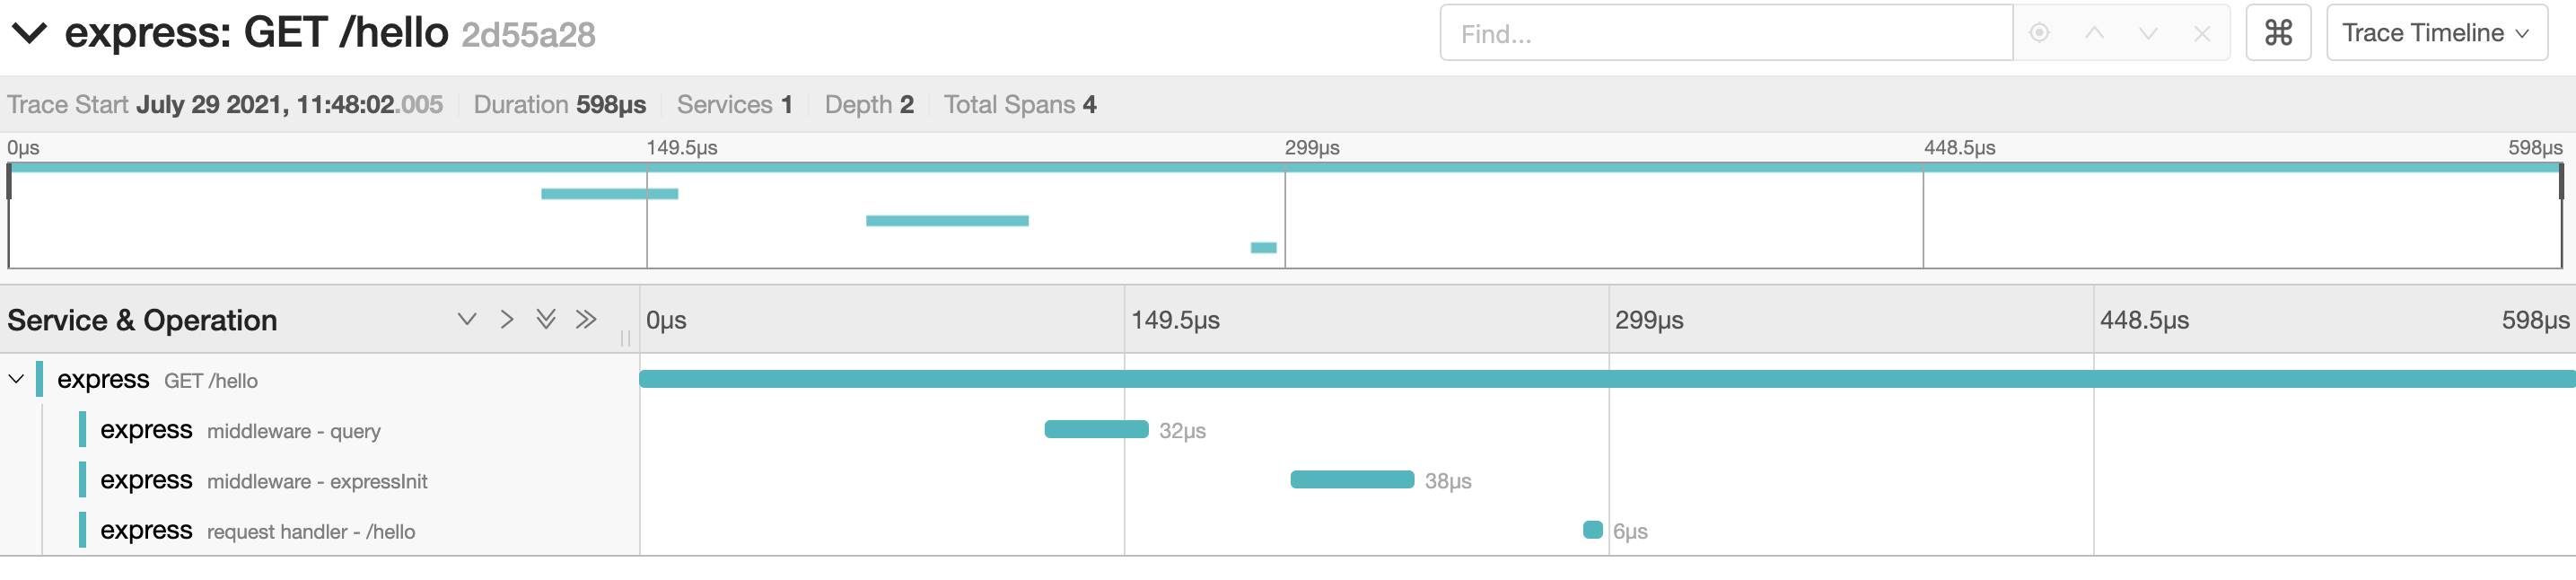 express: GET /hello 2d55a28 Find... ⌘ Trace Timeline
Trace Start July 29 2021, 11:48:02.005 Duration 598μs Services 1 Depth 2 Total Spans 4
0μs 149.5μs 299μs 448.5μs 598μs
Service & Operation 0μs 149.5μs 299μs 448.5μs 598μs
express GET /hello
express middleware - query 32μs
express middleware - expressInit 38μs
express request handler - /hello 6μs